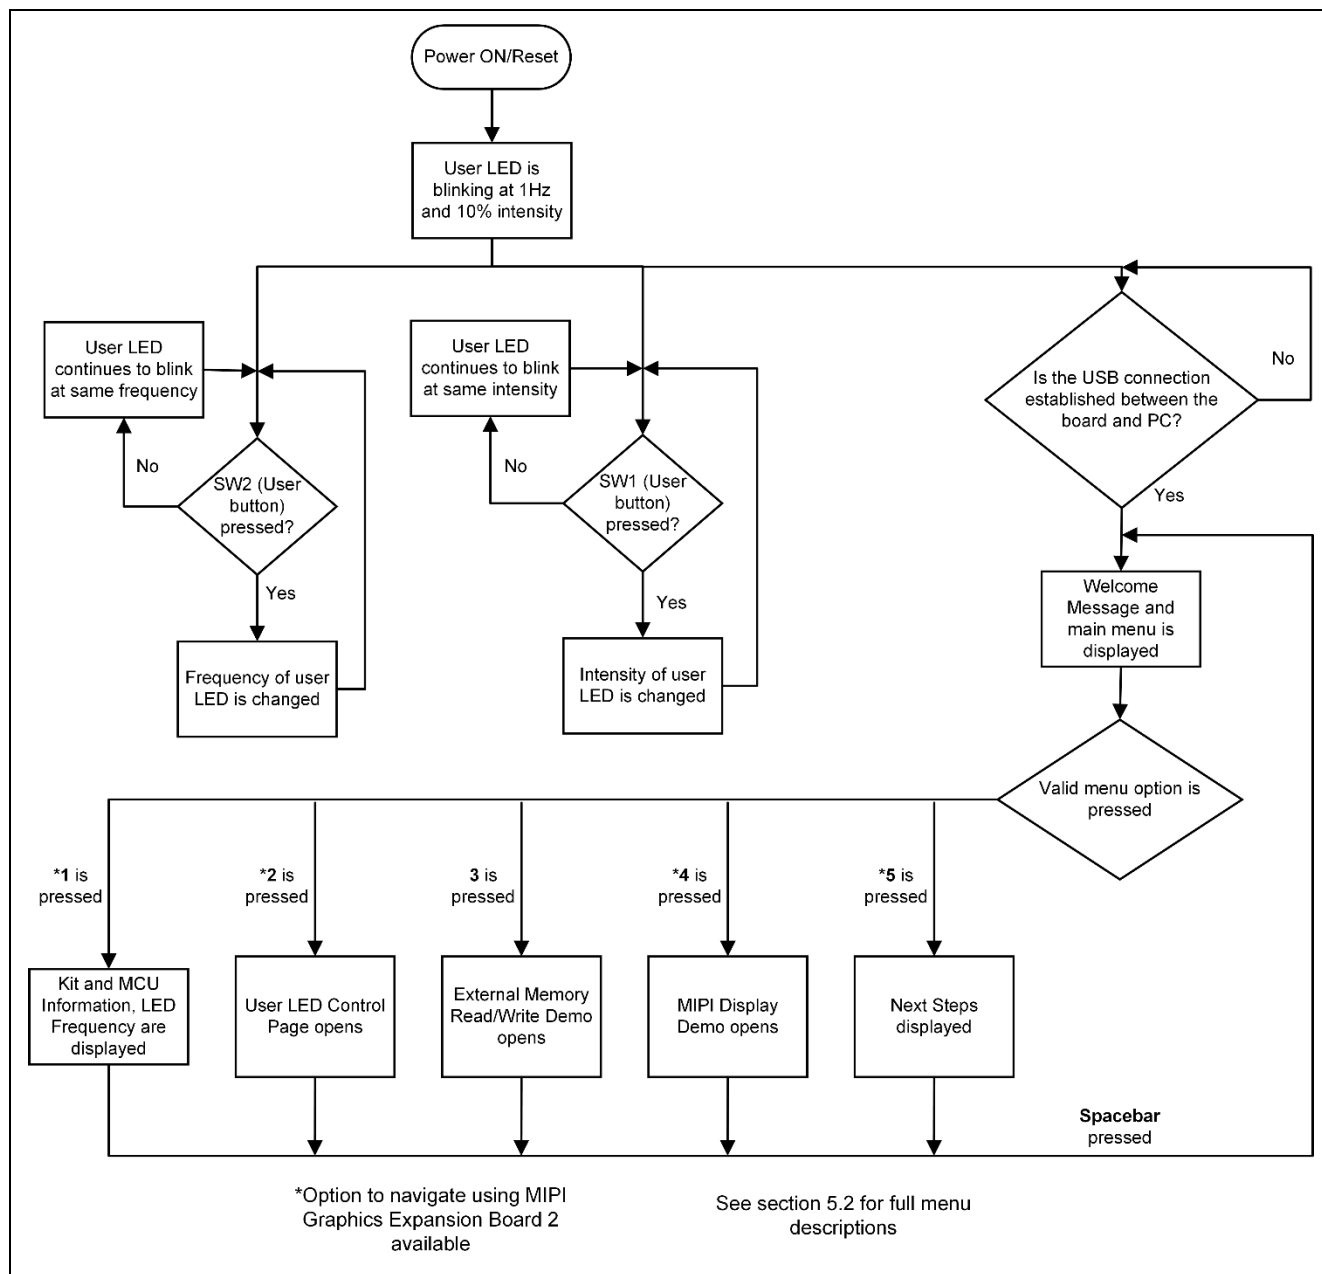 Power ON/Reset
User LED is
blinking at 1Hz
and 10% intensity
User LED
continues to blink
at same frequency
No
SW2 (User
button)
pressed?
Yes
Frequency of user
LED is changed
User LED
continues to blink
at same intensity
No
SW1 (User
button)
pressed?
Yes
Intensity of user
LED is changed
Is the USB connection
established between the
board and PC?
No
Yes
Welcome
Message and
main menu is
displayed
Valid menu option is
pressed
*1 is
pressed
*2 is
pressed
3 is
pressed
*4 is
pressed
*5 is
pressed
Kit and MCU
Information, LED
Frequency are
displayed
User LED Control
Page opens
External Memory
Read/Write Demo
opens
MIPI Display
Demo opens
Next Steps
displayed
Spacebar
pressed
*Option to navigate using MIPI
Graphics Expansion Board 2
available
See section 5.2 for full menu
descriptions